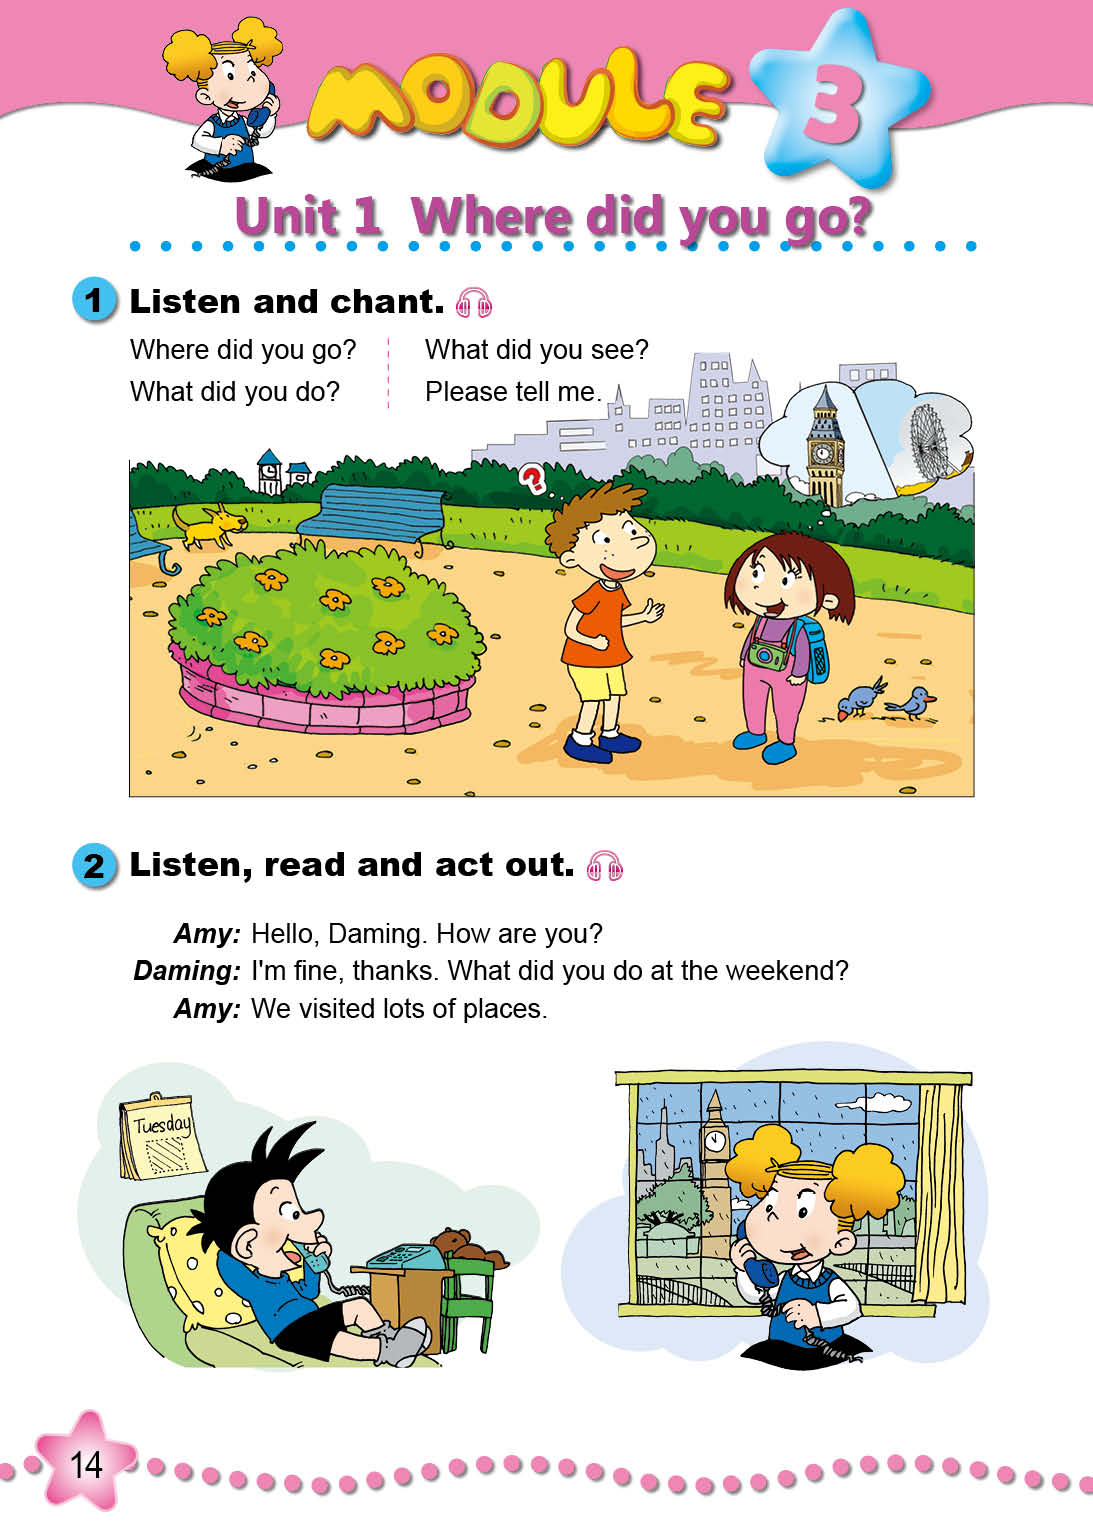 MODULE 3
Unit 1 Where did you go?
1 Listen and chant.
Where did you go?
What did you do?
What did you see?
Please tell me.
?
2 Listen, read and act out.
Amy: Hello, Daming. How are you?
Daming: I'm fine, thanks. What did you do at the weekend?
Amy: We visited lots of places.
Tuesday
14